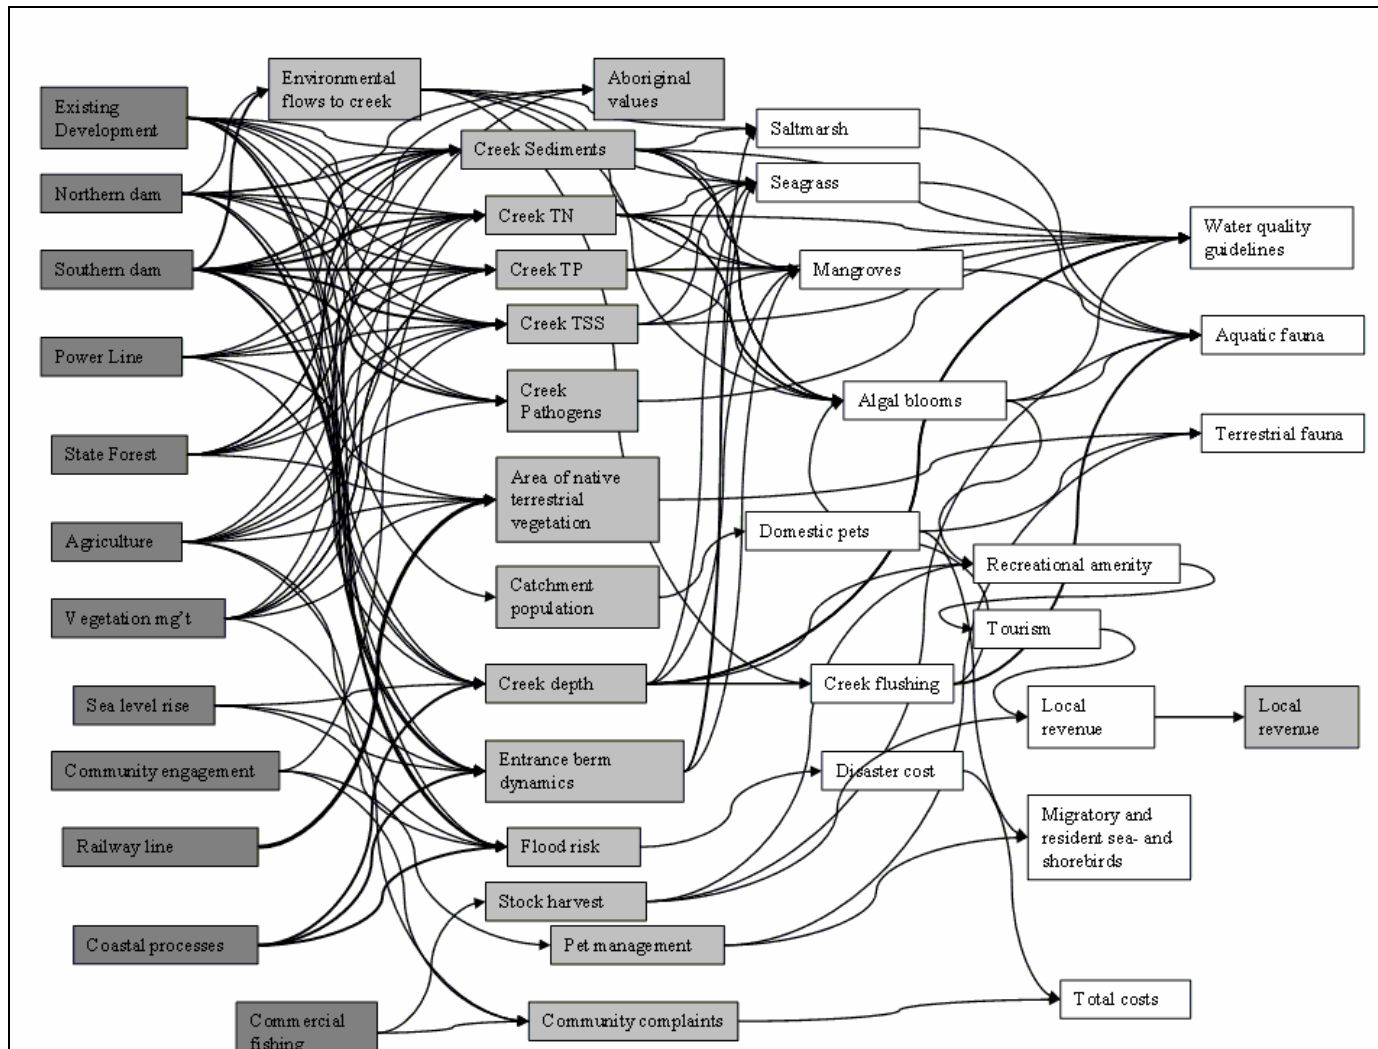 Existing
Development
Northern dam
Southern dam
Power Line
State Forest
Agriculture
Vegetation mg't
Sea level rise
Community engagement
Railway line
Coastal processes
Commercial
fishing
Environmental
flows to creek
Aboriginal
values
Creek Sediments
Creek TN
Creek TP
Creek TSS
Creek
Pathogens
Area of native
terrestrial
vegetation
Catchment
population
Creek depth
Entrance berm
dynamics
Flood risk
Stock harvest
Pet management
Community complaints
Saltmarsh
Seagrass
Mangroves
Algal blooms
Domestic pets
Creek flushing
Disaster cost
Recreational amenity
Tourism
Local
revenue
Local
revenue
Migratory and
resident sea- and
shorebirds
Total costs
Water quality
guidelines
Aquatic fauna
Terrestrial fauna